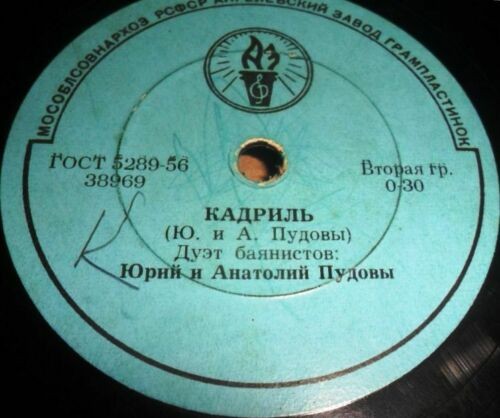 МОСОБЛСОВНАРХОЗ РСФСР АПРЕЛЕВСКИЙ ЗАВОД ГРАМПЛАСТИНОК
АЗ
ГОСТ 5289-56
38969
Вторая гр.
0-30
КАДРИЛЬ
(Ю. и А. Пудовы)
Дуэт баянистов:
Юрий и Анатолий Пудовы